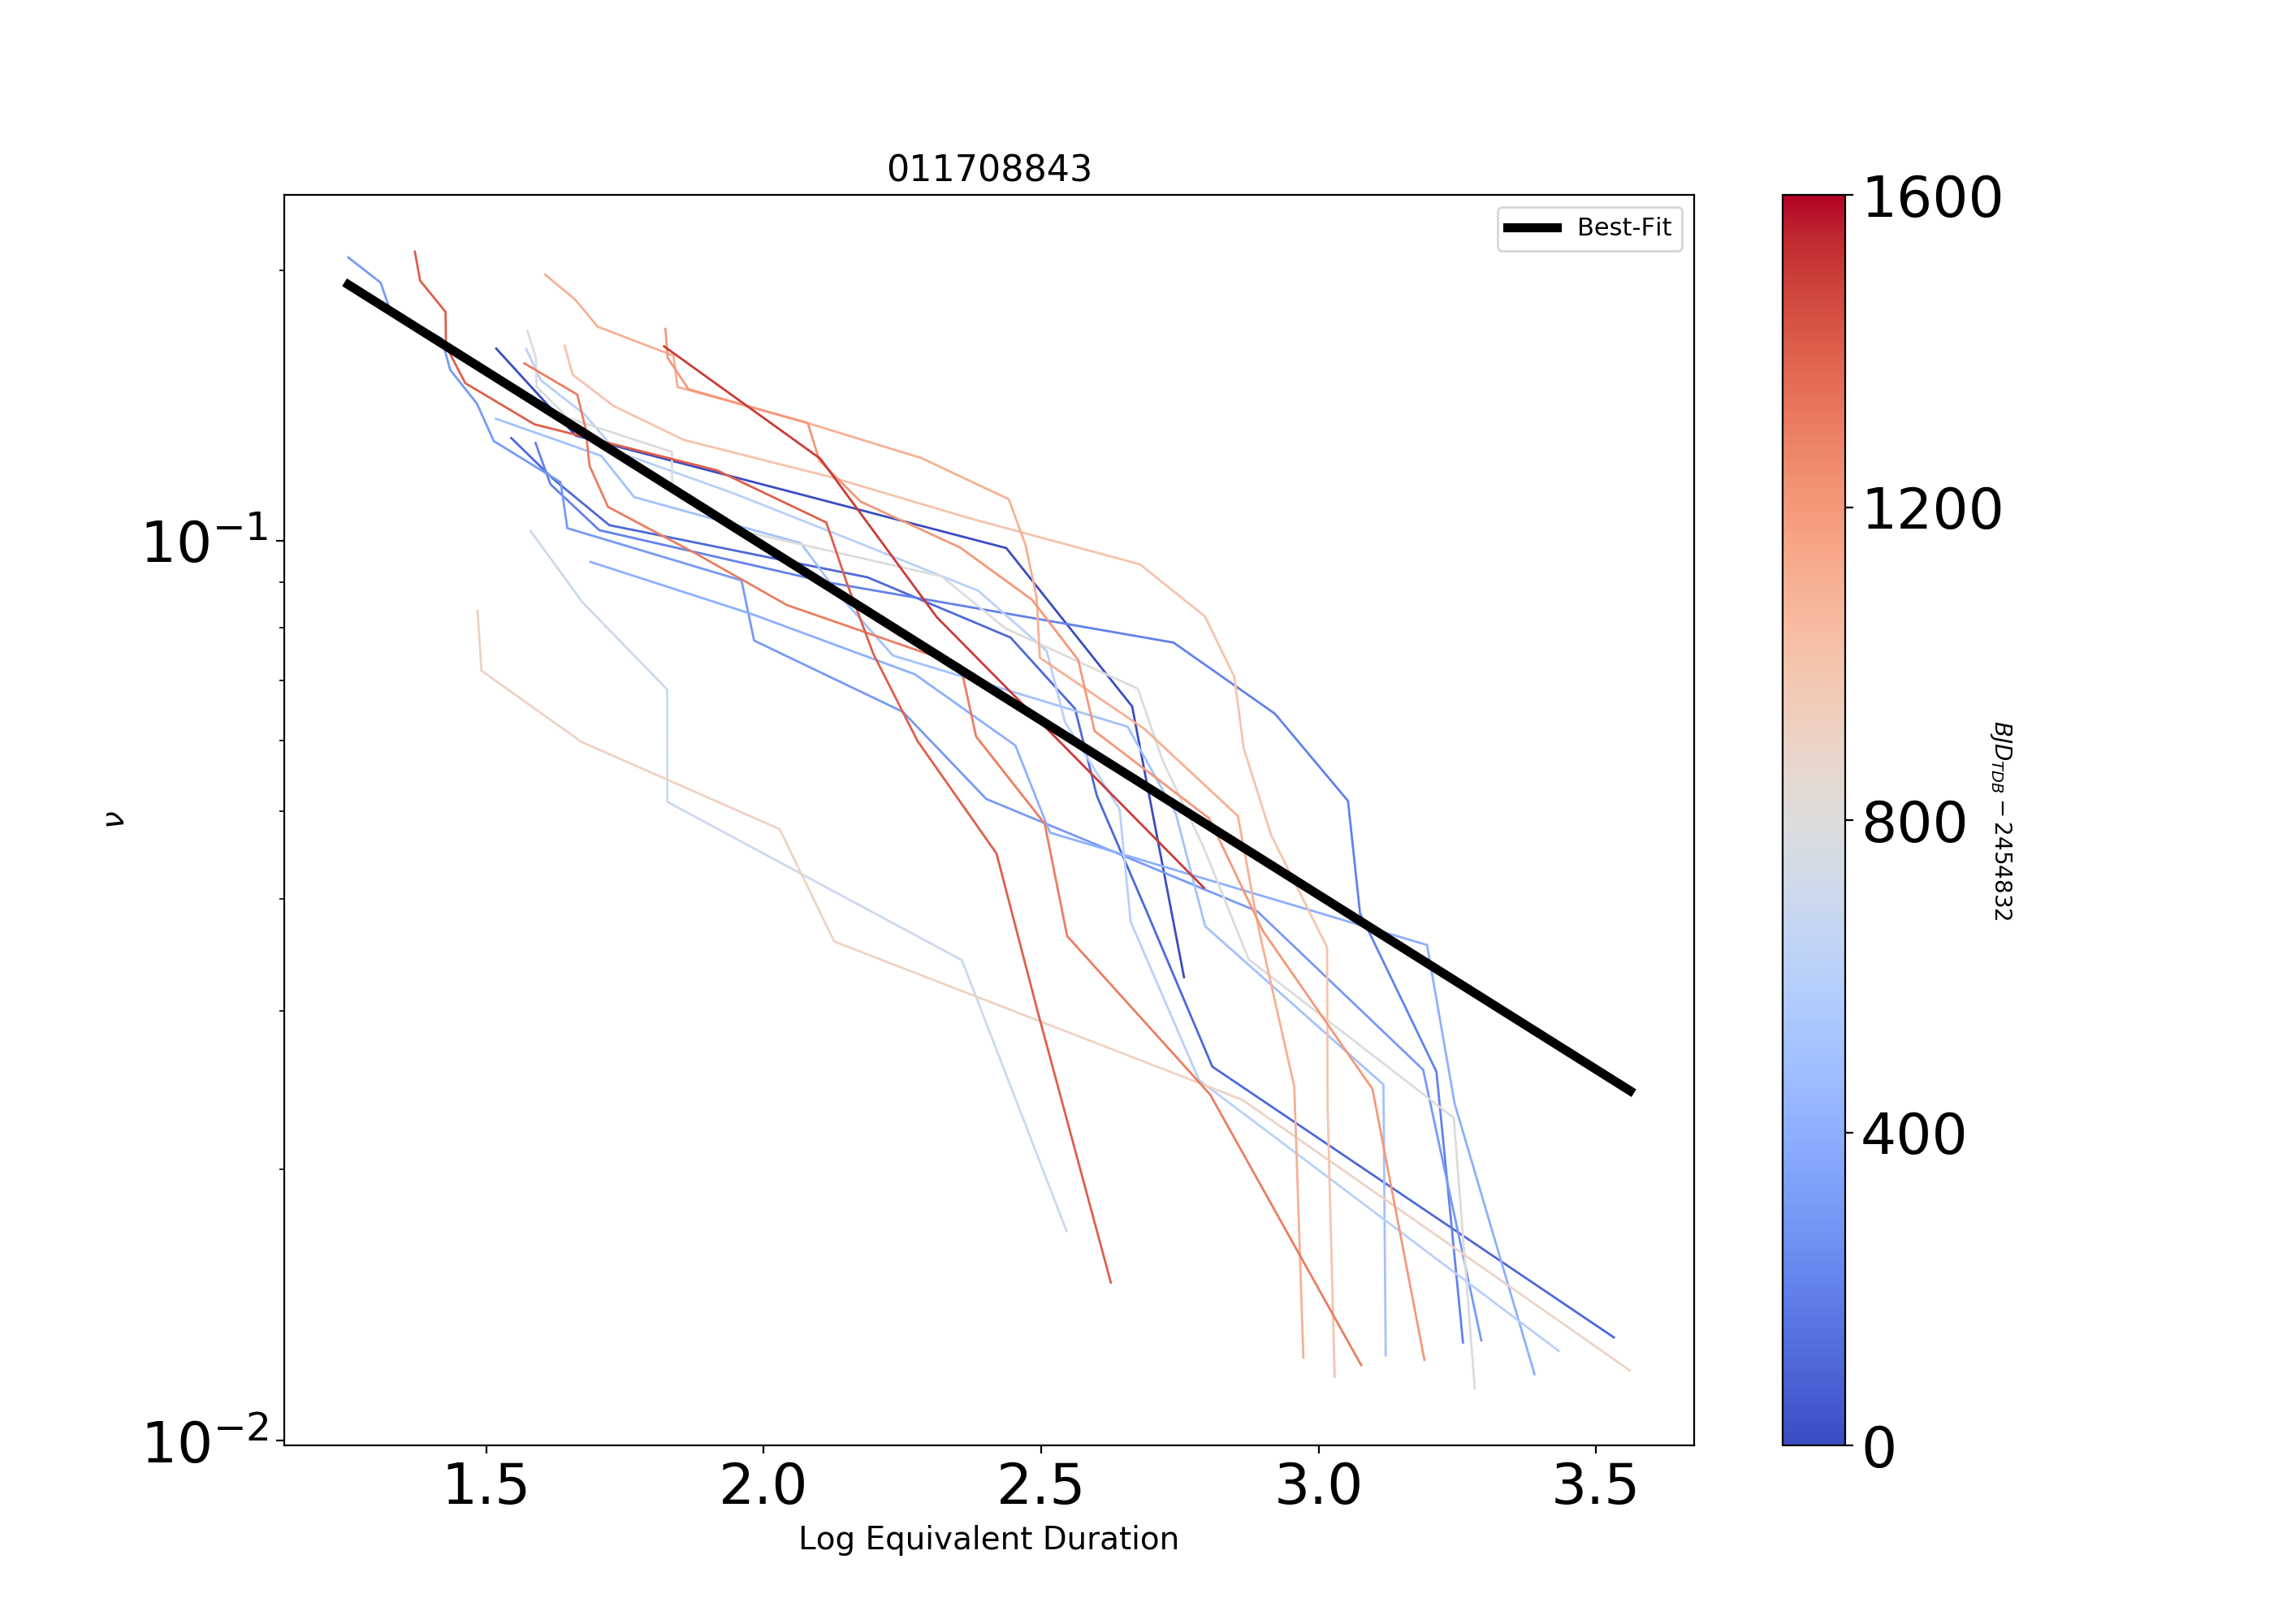 011708843
Best-Fit
10⁻¹
10⁻²
ν
1.5 2.0 2.5 3.0 3.5
Log Equivalent Duration
1600
1200
800
400
0
BJD_TDB − 2454832